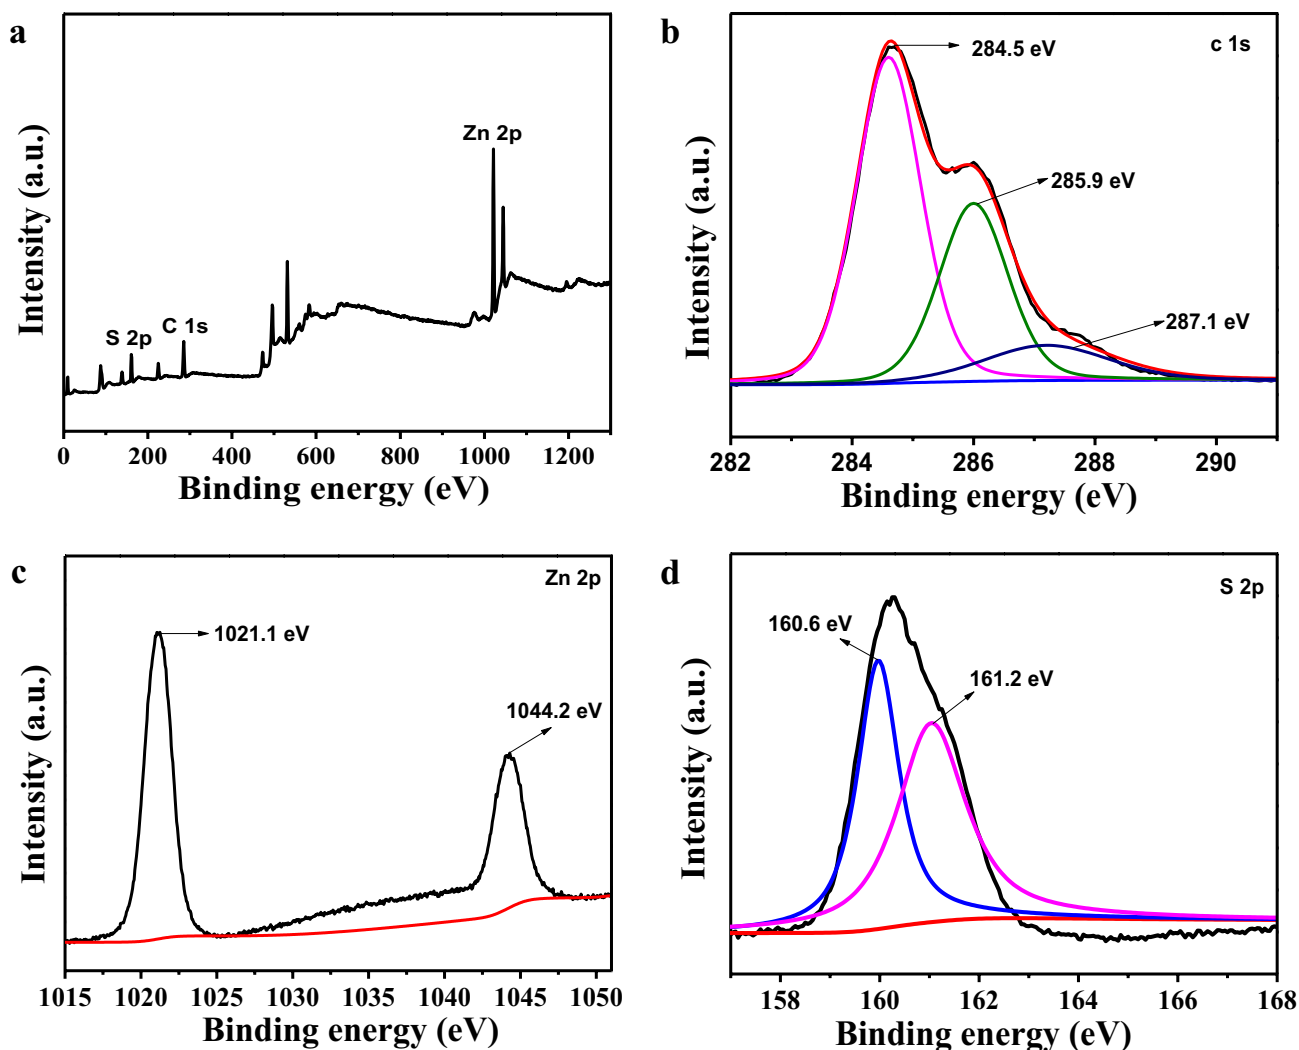 a
Intensity (a.u.)
Zn 2p
S 2p
C 1s
0 200 400 600 800 1000 1200
Binding energy (eV)
b
c 1s
Intensity (a.u.)
284.5 eV
285.9 eV
287.1 eV
282 284 286 288 290
Binding energy (eV)
c
Zn 2p
Intensity (a.u.)
1021.1 eV
1044.2 eV
1015 1020 1025 1030 1035 1040 1045 1050
Binding energy (eV)
d
S 2p
Intensity (a.u.)
160.6 eV
161.2 eV
158 160 162 164 166 168
Binding energy (eV)